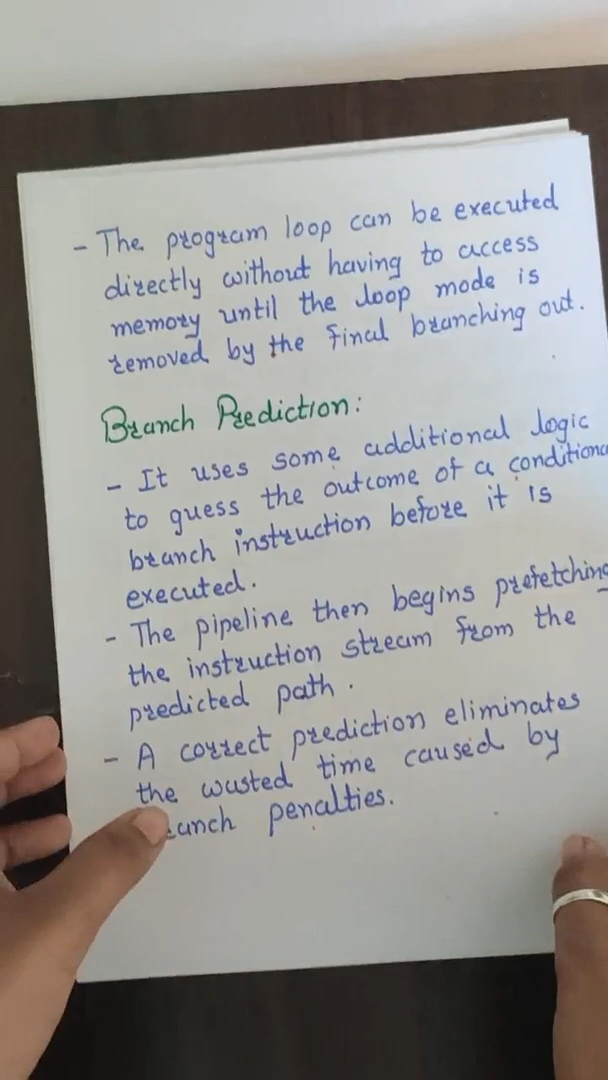 - The program loop can be executed
directly without having to access
memory until the loop mode is
removed by the final branching out.
Branch Prediction:
- It uses some additional logic
to guess the outcome of a conditiona
branch instruction before it is
executed.
- The pipeline then begins prefetching
the instruction stream from the
predicted path.
- A correct prediction eliminates
the wasted time caused by
ranch penalties.